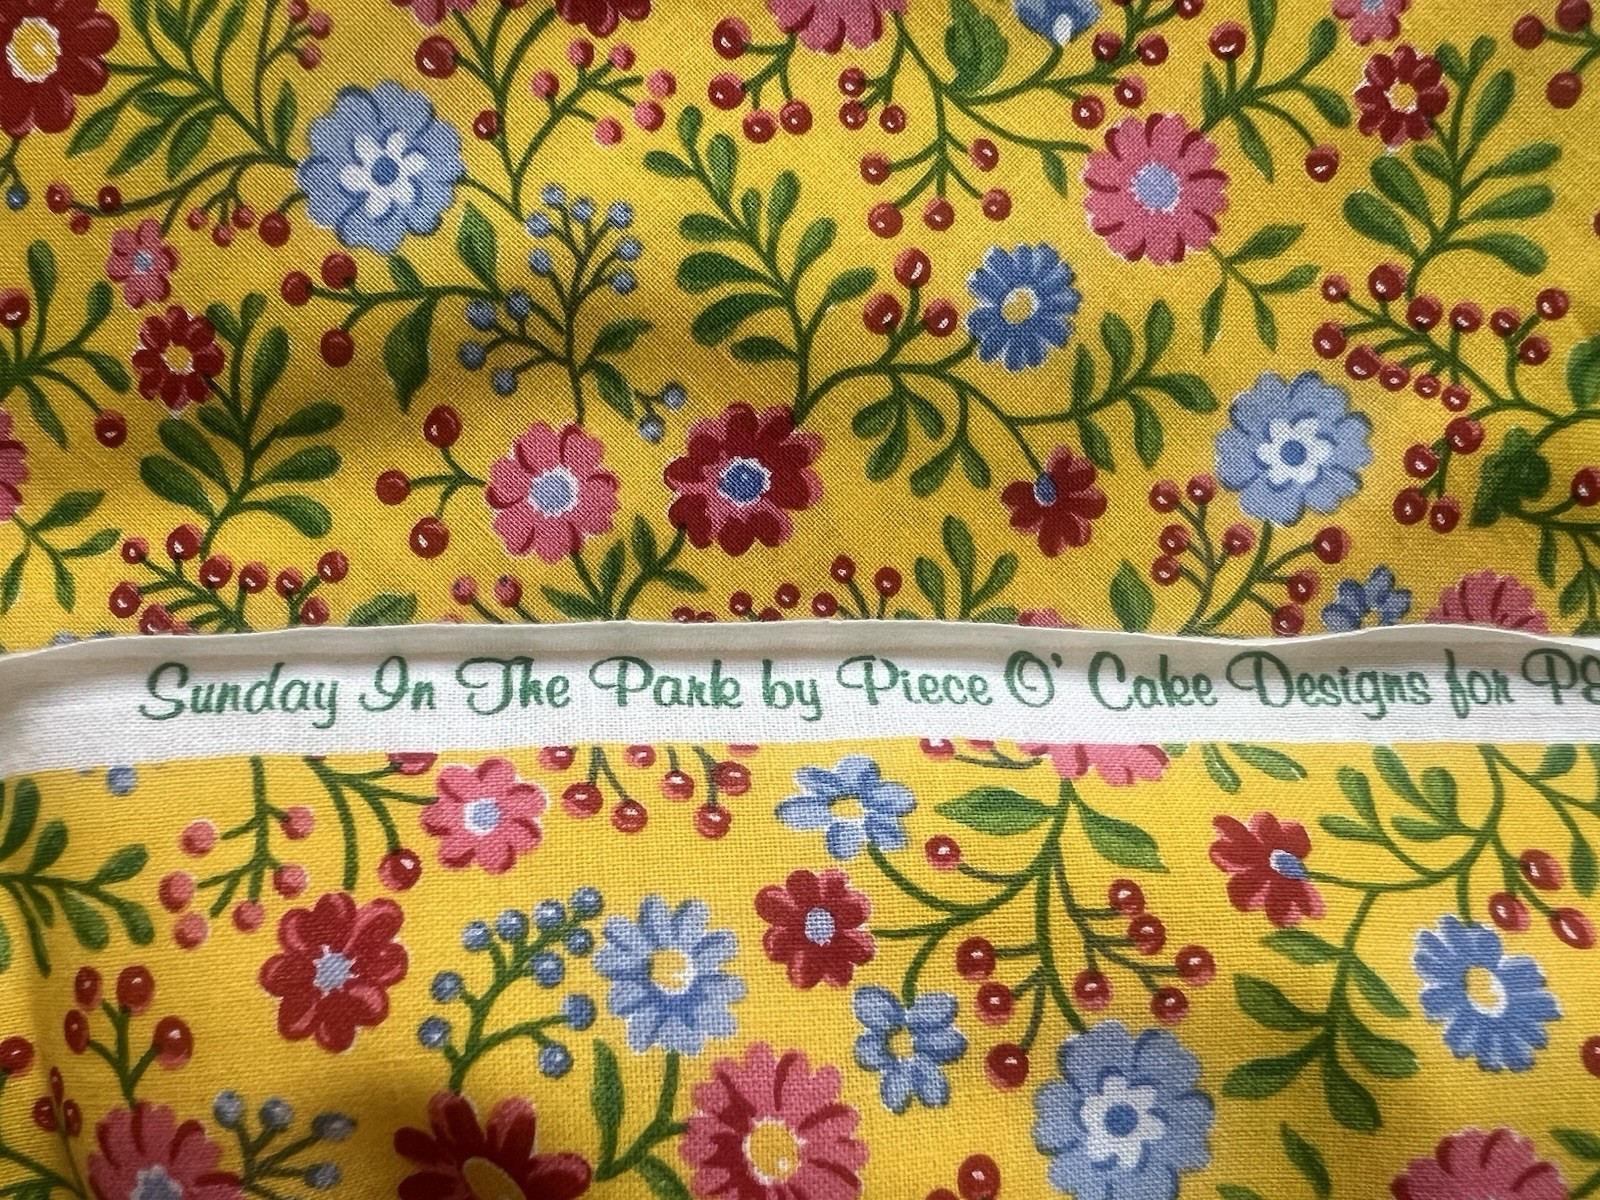 Sunday In The Park by Piece O' Cake Designs for P&